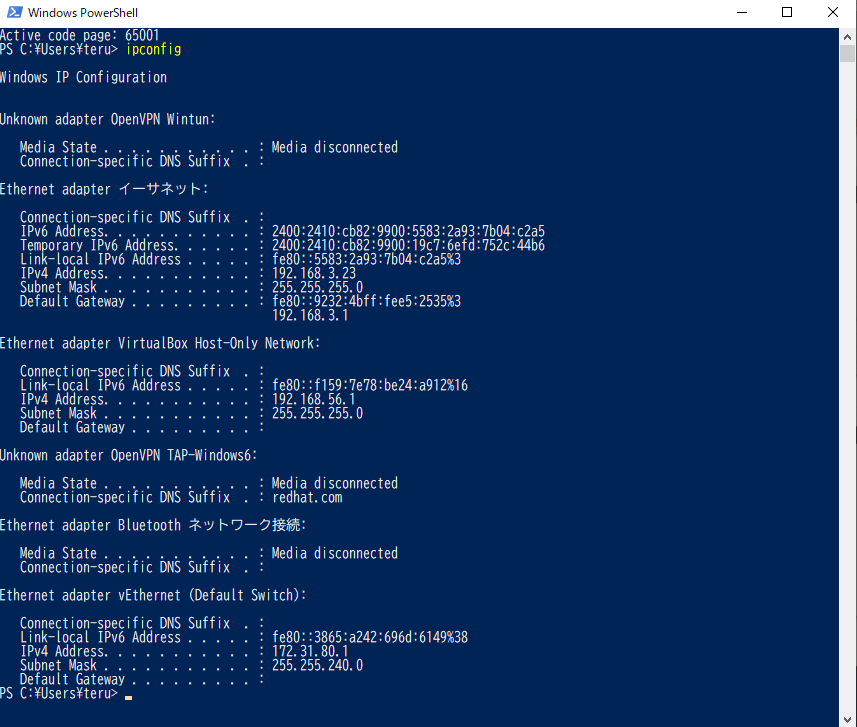 Windows PowerShell
Active code page: 65001
PS C:¥Users¥teru> ipconfig
Windows IP Configuration
Unknown adapter OpenVPN Wintun:
Media State . . . . . . . . . . . : Media disconnected
Connection-specific DNS Suffix  . :
Ethernet adapter イーサネット:
Connection-specific DNS Suffix  . :
IPv6 Address. . . . . . . . . . . : 2400:2410:cb82:9900:5583:2a93:7b04:c2a5
Temporary IPv6 Address. . . . . . : 2400:2410:cb82:9900:19c7:6efd:752c:44b6
Link-local IPv6 Address . . . . . : fe80::5583:2a93:7b04:c2a5%3
IPv4 Address. . . . . . . . . . . : 192.168.3.23
Subnet Mask . . . . . . . . . . . : 255.255.255.0
Default Gateway . . . . . . . . . : fe80::9232:4bff:fee5:2535%3
192.168.3.1
Ethernet adapter VirtualBox Host-Only Network:
Connection-specific DNS Suffix  . :
Link-local IPv6 Address . . . . . : fe80::f159:7e78:be24:a912%16
IPv4 Address. . . . . . . . . . . : 192.168.56.1
Subnet Mask . . . . . . . . . . . : 255.255.255.0
Default Gateway . . . . . . . . . :
Unknown adapter OpenVPN TAP-Windows6:
Media State . . . . . . . . . . . : Media disconnected
Connection-specific DNS Suffix  . : redhat.com
Ethernet adapter Bluetooth ネットワーク接続:
Media State . . . . . . . . . . . : Media disconnected
Connection-specific DNS Suffix  . :
Ethernet adapter vEthernet (Default Switch):
Connection-specific DNS Suffix  . :
Link-local IPv6 Address . . . . . : fe80::3865:a242:696d:6149%38
IPv4 Address. . . . . . . . . . . : 172.31.80.1
Subnet Mask . . . . . . . . . . . : 255.255.240.0
Default Gateway . . . . . . . . . :
PS C:¥Users¥teru>